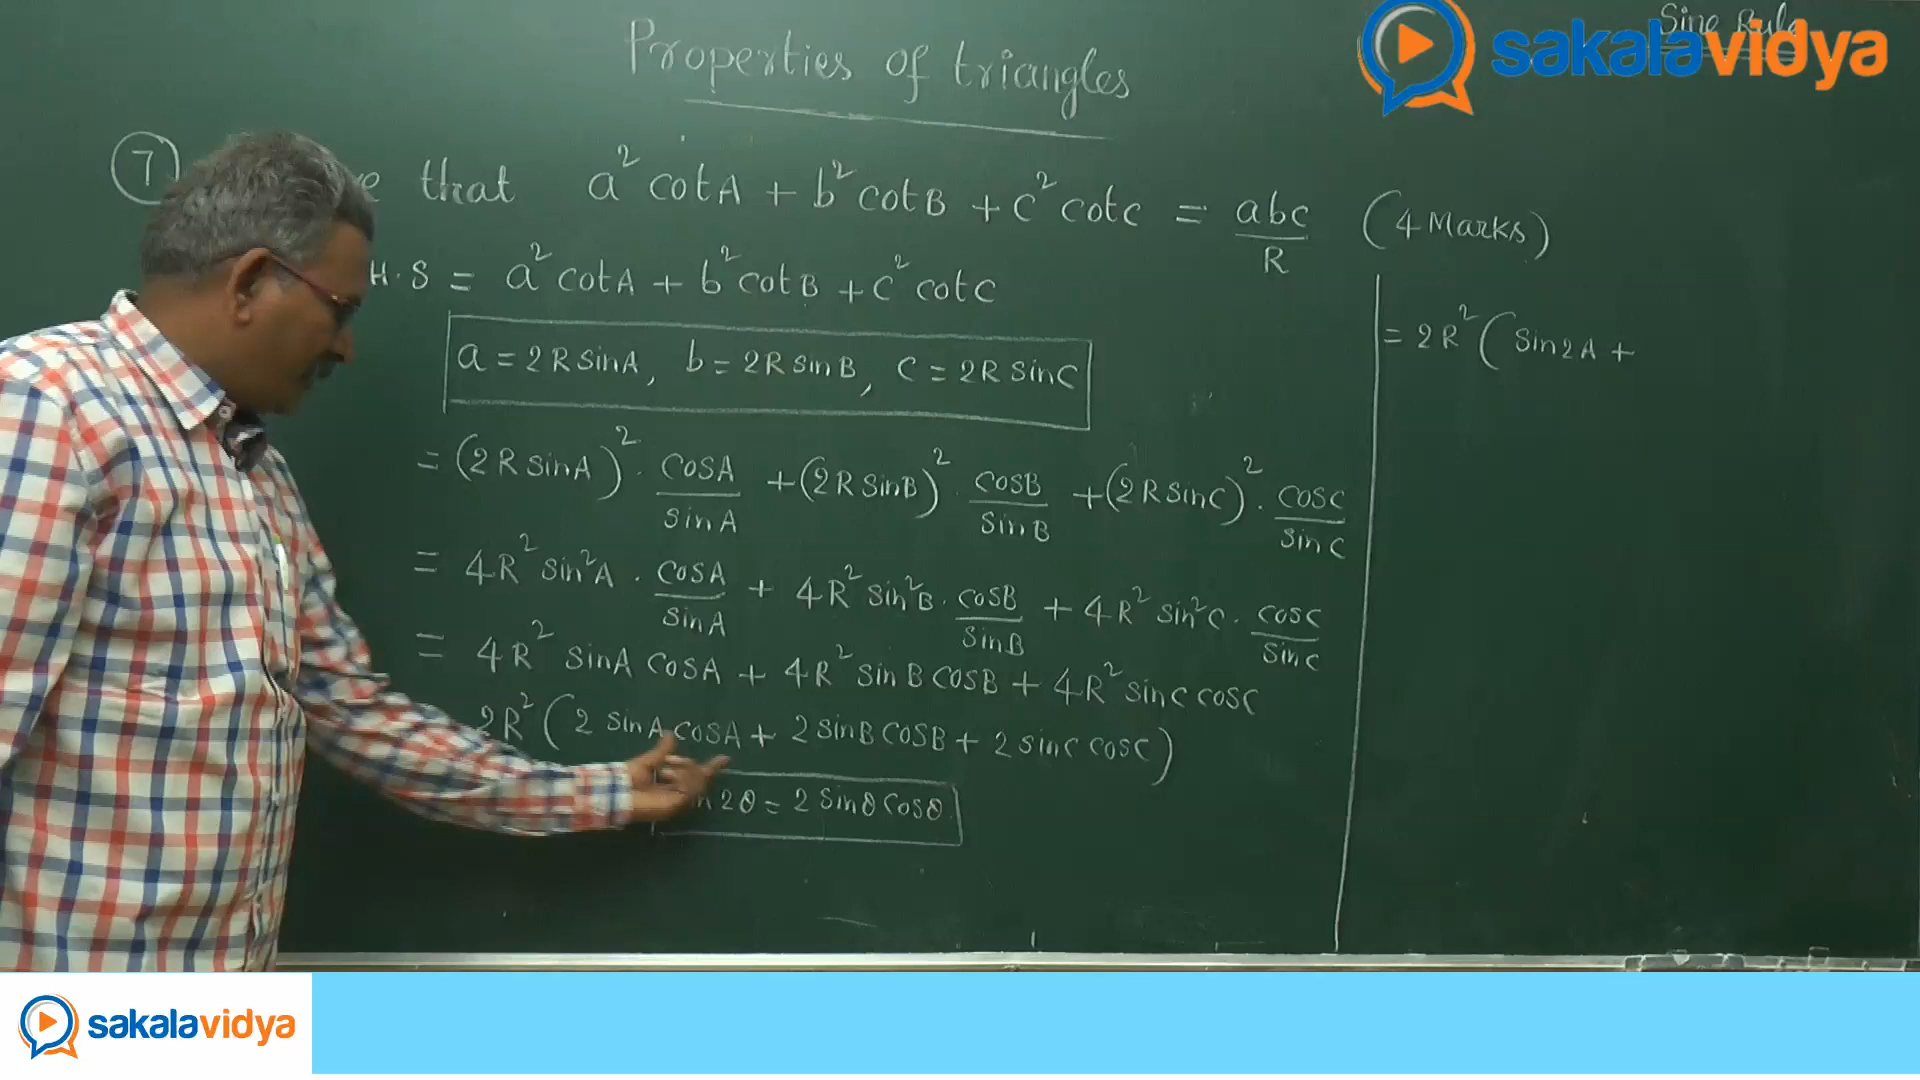 Sine Rule
sakalavidya
Properties of triangles
7 that a² cotA + b² cotB + c² cotC = abc/R (4 Marks)
H.S = a² cotA + b² cotB + c² cotC
a = 2R sinA, b = 2R sinB, c = 2R sinC
= (2R sinA)² · cosA/sinA + (2R sinB)² · cosB/sinB + (2R sinC)² · cosC/sinC
= 4R² sin²A · cosA/sinA + 4R² sin²B · cosB/sinB + 4R² sin²C · cosC/sinC
= 4R² sinA cosA + 4R² sinB cosB + 4R² sinC cosC
2R² (2 sinA cosA + 2 sinB cosB + 2 sinC cosC)
2θ = 2 Sinθ Cosθ
= 2R² (Sin2A +
sakalavidya